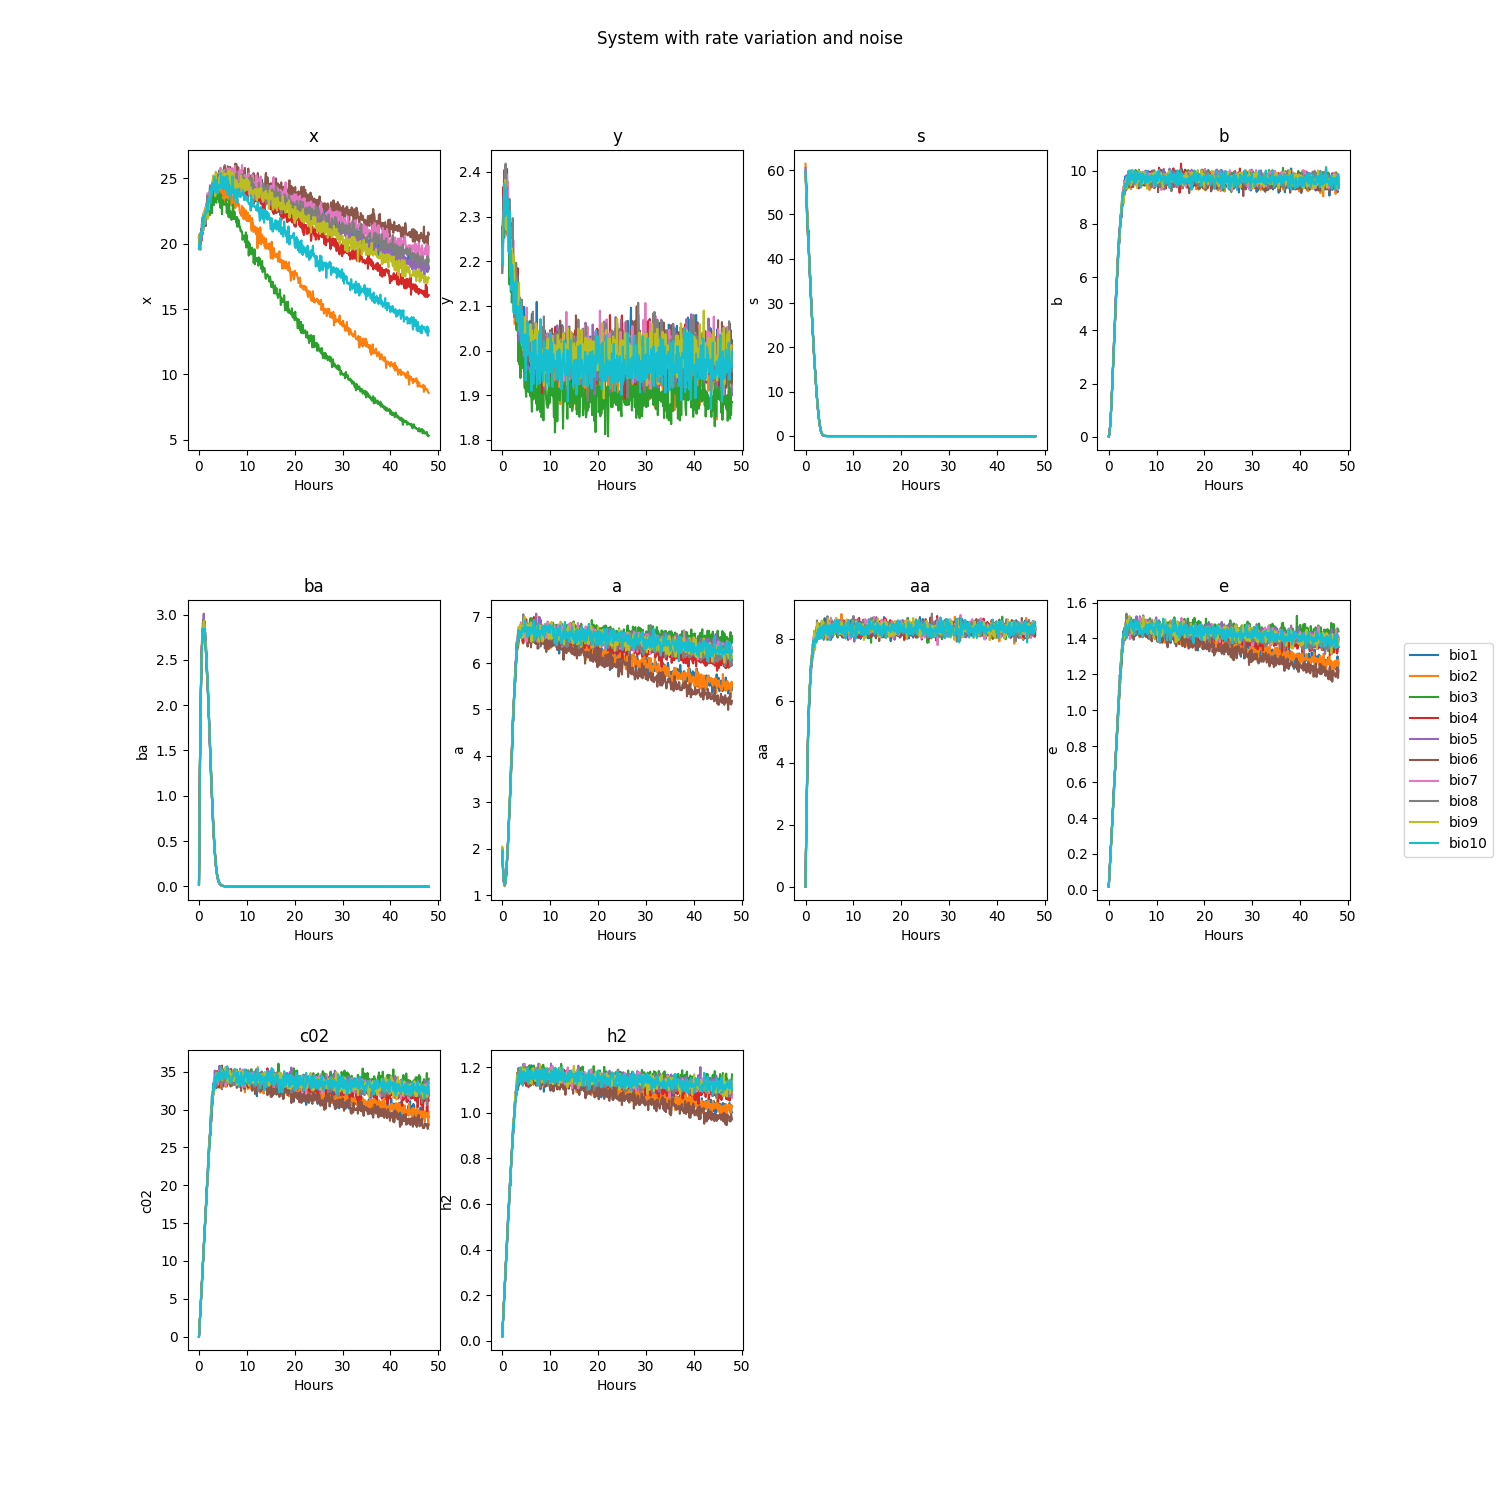 System with rate variation and noise
x
y
s
b
25
20
15
10
5
x
0 10 20 30 40 50
Hours
2.4
2.3
2.2
2.1
2.0
1.9
1.8
y
0 10 20 30 40 50
Hours
60
50
40
30
20
10
0
s
0 10 20 30 40 50
Hours
10
8
6
4
2
0
b
0 10 20 30 40 50
Hours
ba
a
aa
e
3.0
2.5
2.0
1.5
1.0
0.5
0.0
ba
0 10 20 30 40 50
Hours
7
6
5
4
3
2
1
a
0 10 20 30 40 50
Hours
8
6
4
2
0
aa
0 10 20 30 40 50
Hours
1.6
1.4
1.2
1.0
0.8
0.6
0.4
0.2
0.0
e
0 10 20 30 40 50
Hours
bio1
bio2
bio3
bio4
bio5
bio6
bio7
bio8
bio9
bio10
c02
h2
35
30
25
20
15
10
5
0
c02
0 10 20 30 40 50
Hours
1.2
1.0
0.8
0.6
0.4
0.2
0.0
h2
0 10 20 30 40 50
Hours